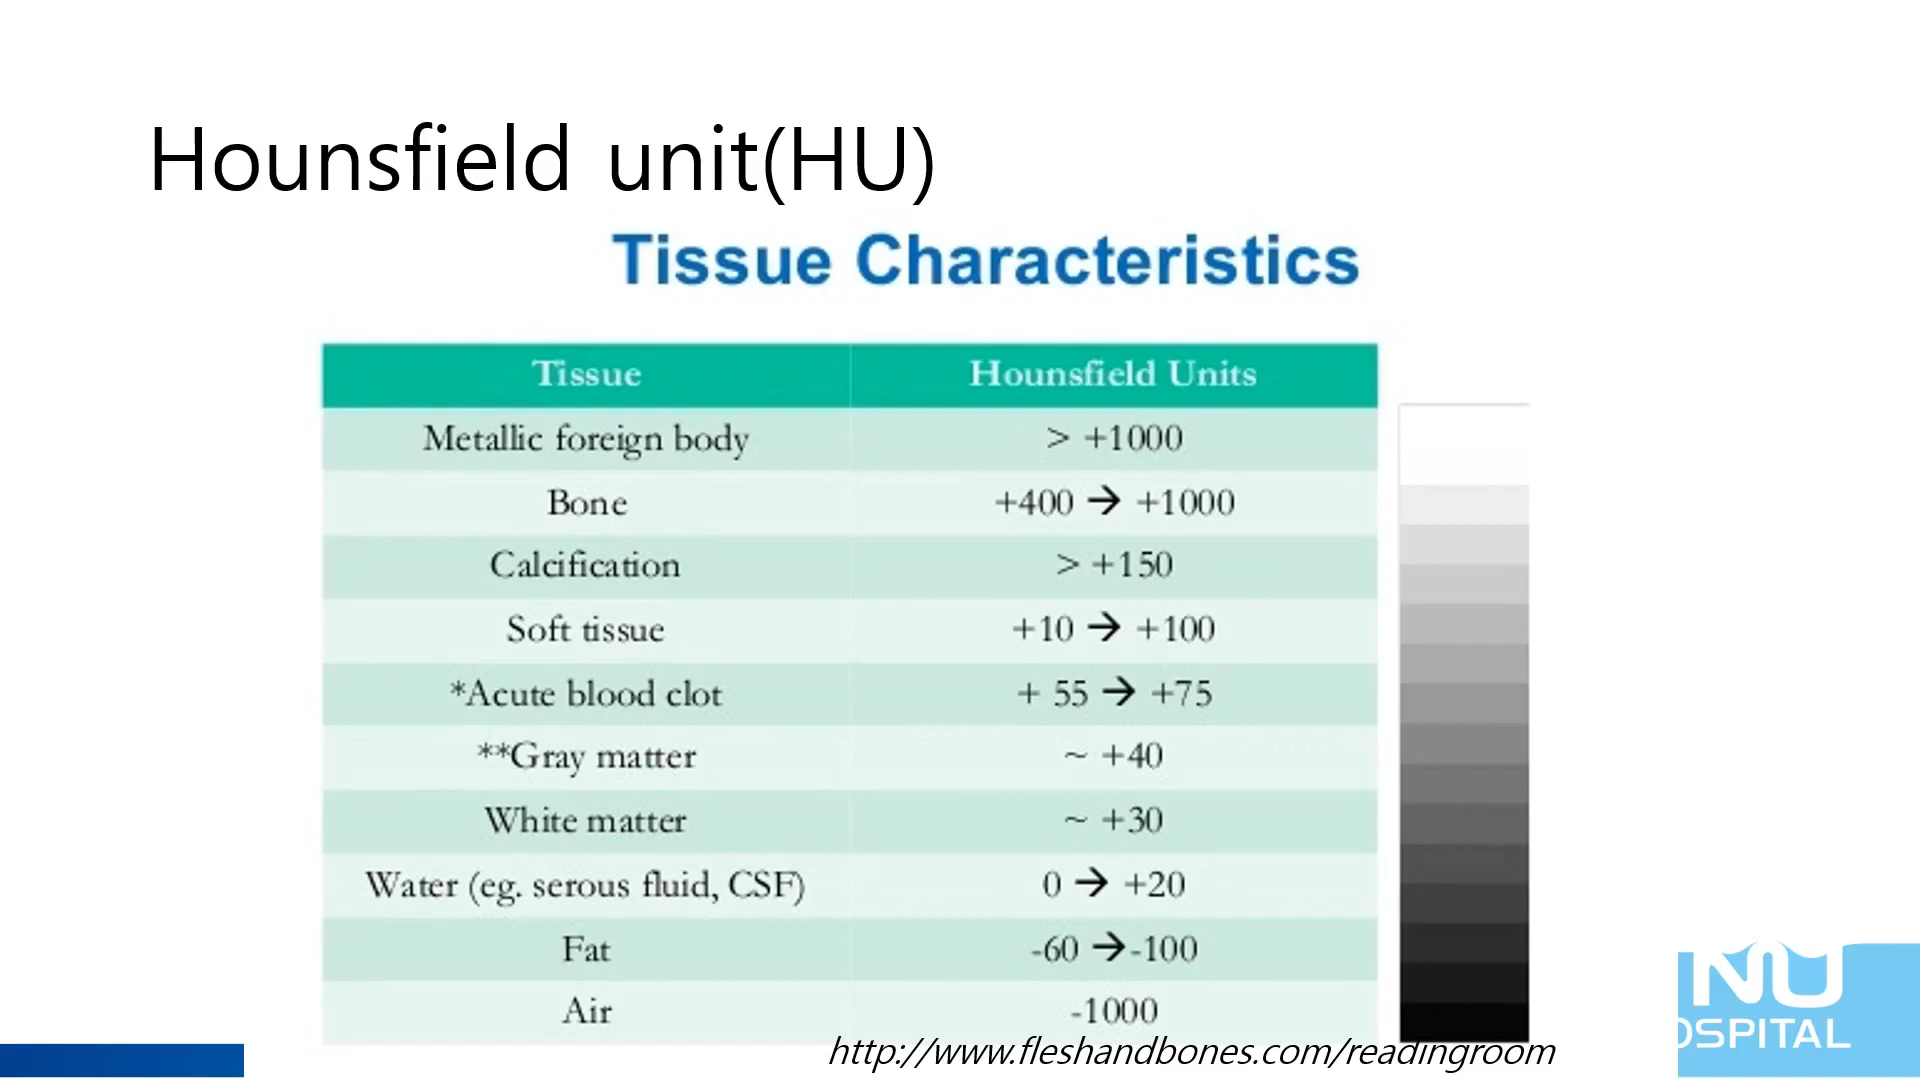 Hounsfield unit(HU)
Tissue Characteristics
Tissue Hounsfield Units
Metallic foreign body > +1000
Bone +400 → +1000
Calcification > +150
Soft tissue +10 → +100
*Acute blood clot + 55 → +75
**Gray matter ~ +40
White matter ~ +30
Water (eg. serous fluid, CSF) 0 → +20
Fat -60 →-100
Air -1000
http://www.fleshandbones.com/readingroom
NU
OSPITAL